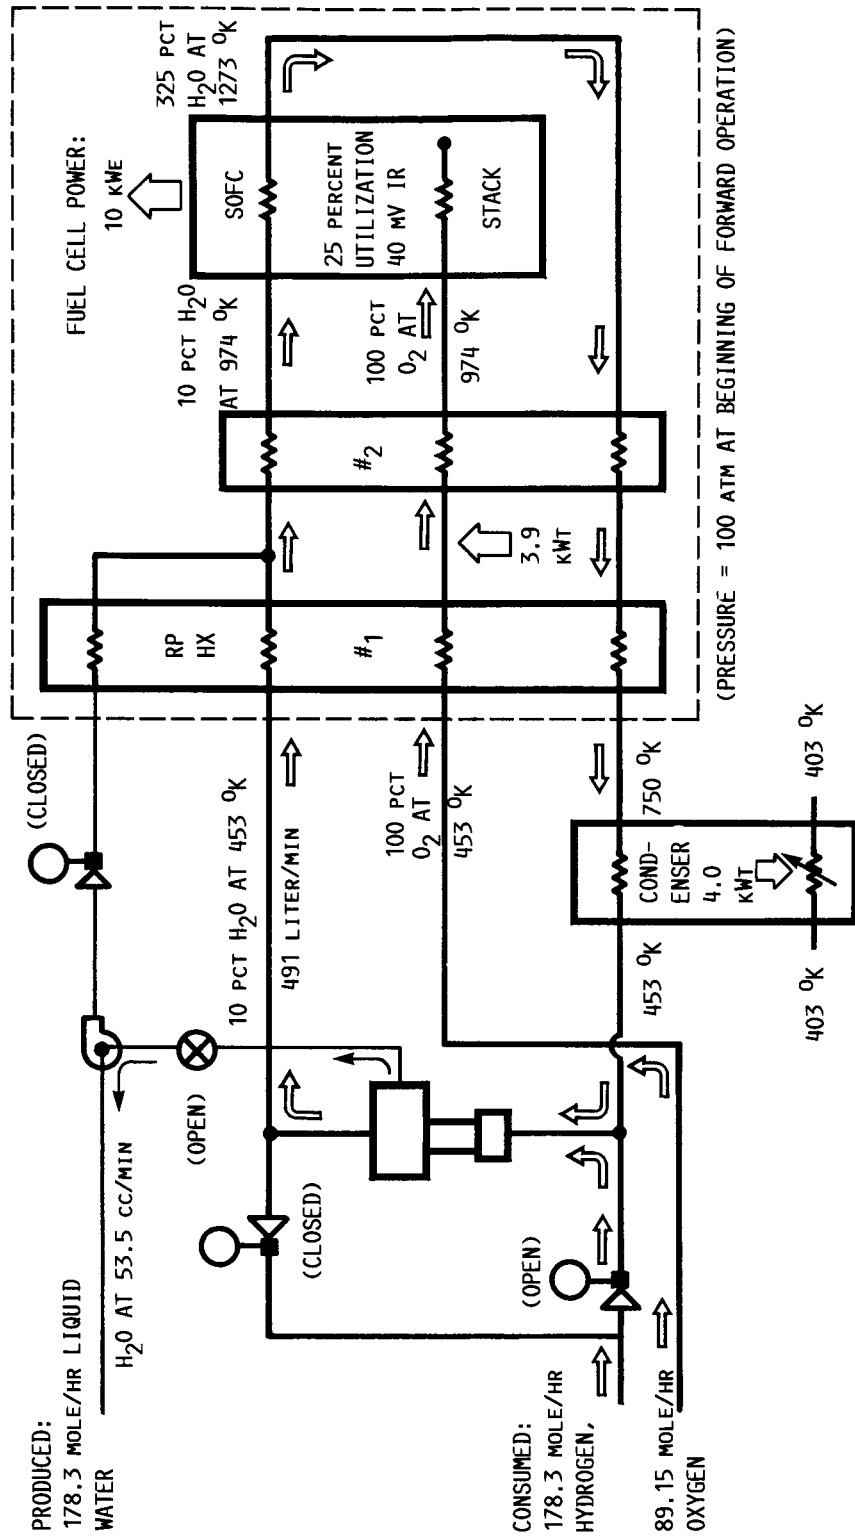 PRODUCED:
178.3 MOLE/HR LIQUID
WATER
H2O AT 53.5 CC/MIN
(OPEN)
(CLOSED)
(CLOSED)
10 PCT H2O AT 453 °K
491 LITER/MIN
RP
HX
#1
FUEL CELL POWER:
10 KWE
10 PCT H2O
AT 974 °K
325 PCT
H2O AT
1273 °K
SOFC
25 PERCENT
UTILIZATION
40 MV IR
STACK
#2
100 PCT
O2 AT
974 °K
100 PCT
O2 AT
453 °K
3.9
KWT
CONSUMED:
178.3 MOLE/HR
HYDROGEN,
(OPEN)
89.15 MOLE/HR
OXYGEN
453 °K
750 °K
COND-
ENSER
4.0
KWT
403 °K
403 °K
(PRESSURE = 100 ATM AT BEGINNING OF FORWARD OPERATION)